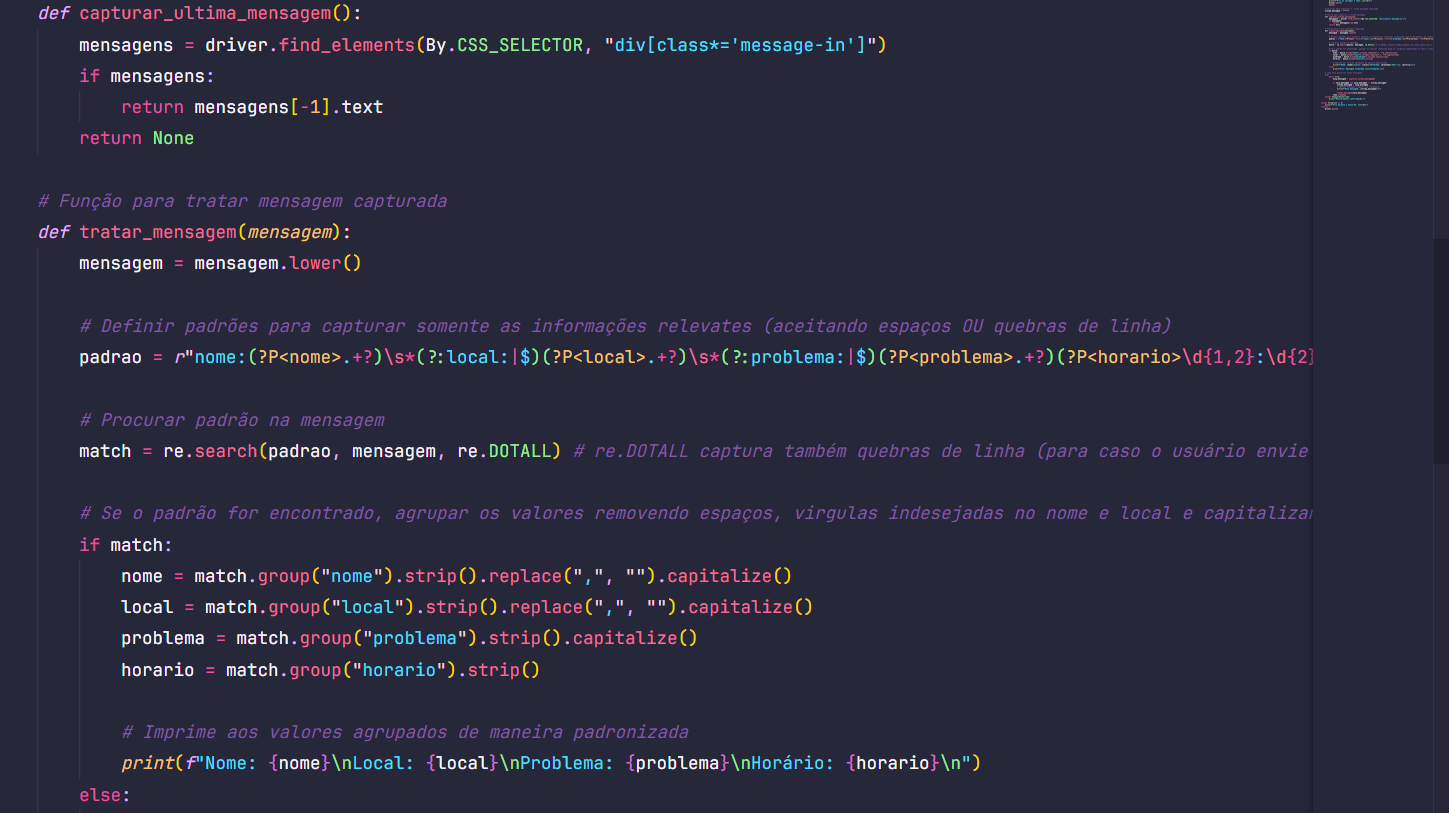 def capturar_ultima_mensagem():
mensagens = driver.find_elements(By.CSS_SELECTOR, "div[class*='message-in']")
if mensagens:
return mensagens[-1].text
return None
# Função para tratar mensagem capturada
def tratar_mensagem(mensagem):
mensagem = mensagem.lower()
# Definir padrões para capturar somente as informações relevates (aceitando espaços OU quebras de linha)
padrao = r"nome:(?P<nome>.+?)\s*(?:local:|$)(?P<local>.+?)\s*(?:problema:|$)(?P<problema>.+?)(?P<horario>\d{1,2}:\d{2}
# Procurar padrão na mensagem
match = re.search(padrao, mensagem, re.DOTALL) # re.DOTALL captura também quebras de linha (para caso o usuário envie
# Se o padrão for encontrado, agrupar os valores removendo espaços, virgulas indesejadas no nome e local e capitalizar
if match:
nome = match.group("nome").strip().replace(",", "").capitalize()
local = match.group("local").strip().replace(",", "").capitalize()
problema = match.group("problema").strip().capitalize()
horario = match.group("horario").strip()
# Imprime aos valores agrupados de maneira padronizada
print(f"Nome: {nome}\nLocal: {local}\nProblema: {problema}\nHorário: {horario}\n")
else: